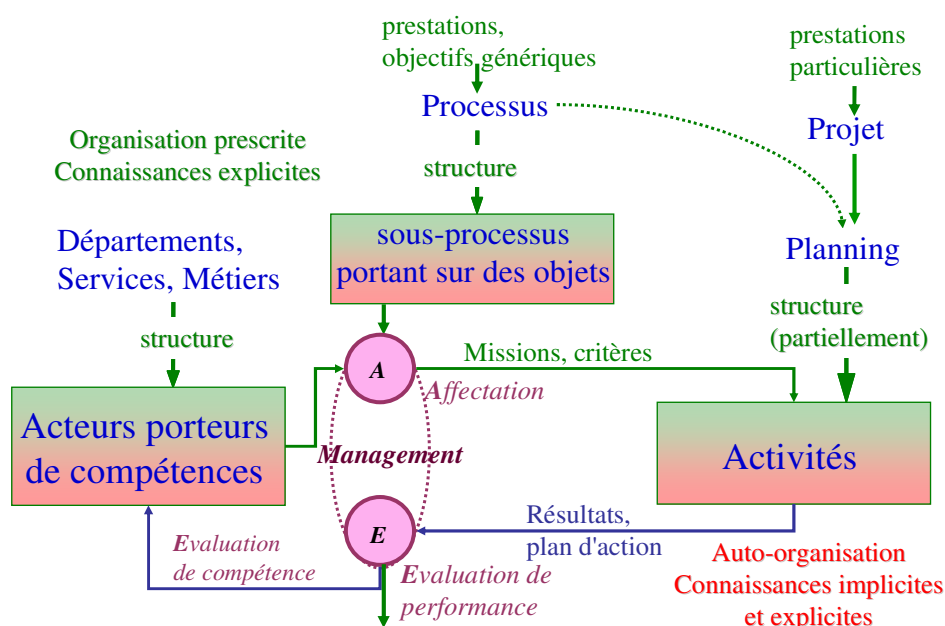 prestations,
objectifs génériques
prestations
particulières
Processus
Projet
Organisation prescrite
Connaissances explicites
structure
sous-processus
portant sur des objets
Départements,
Services, Métiers
Planning
structure
structure
(partiellement)
A
Missions, critères
Affectation
Acteurs porteurs
de compétences
Management
Activités
E
Résultats,
plan d'action
Evaluation
de compétence
Evaluation de
performance
Auto-organisation
Connaissances implicites
et explicites